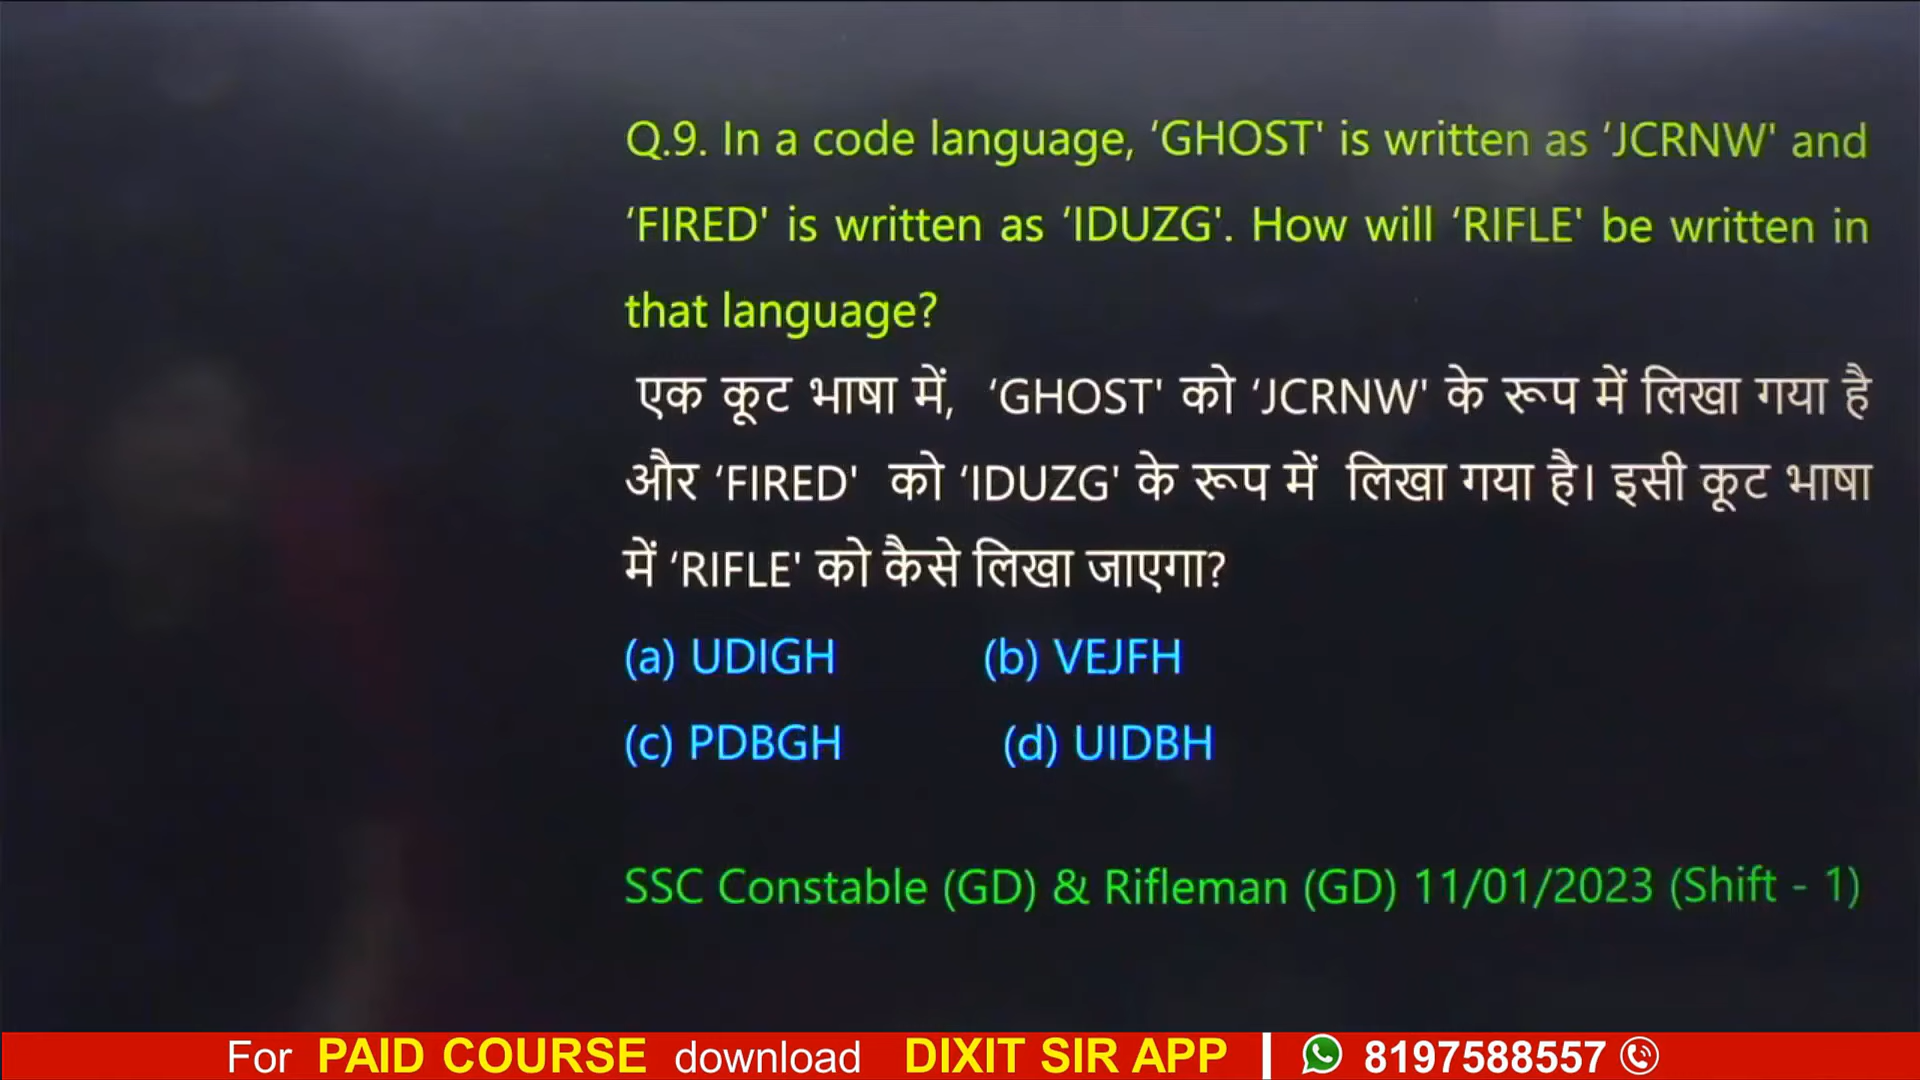 Q.9. In a code language, ‘GHOST' is written as ‘JCRNW' and
‘FIRED' is written as ‘IDUZG'. How will ‘RIFLE' be written in
that language?
एक कूट भाषा में, ‘GHOST' को ‘JCRNW' के रूप में लिखा गया है
और ‘FIRED' को ‘IDUZG' के रूप में लिखा गया है। इसी कूट भाषा
में ‘RIFLE' को कैसे लिखा जाएगा?
(a) UDIGH (b) VEJFH
(c) PDBGH (d) UIDBH
SSC Constable (GD) & Rifleman (GD) 11/01/2023 (Shift - 1)
For PAID COURSE download DIXIT SIR APP | 8197588557